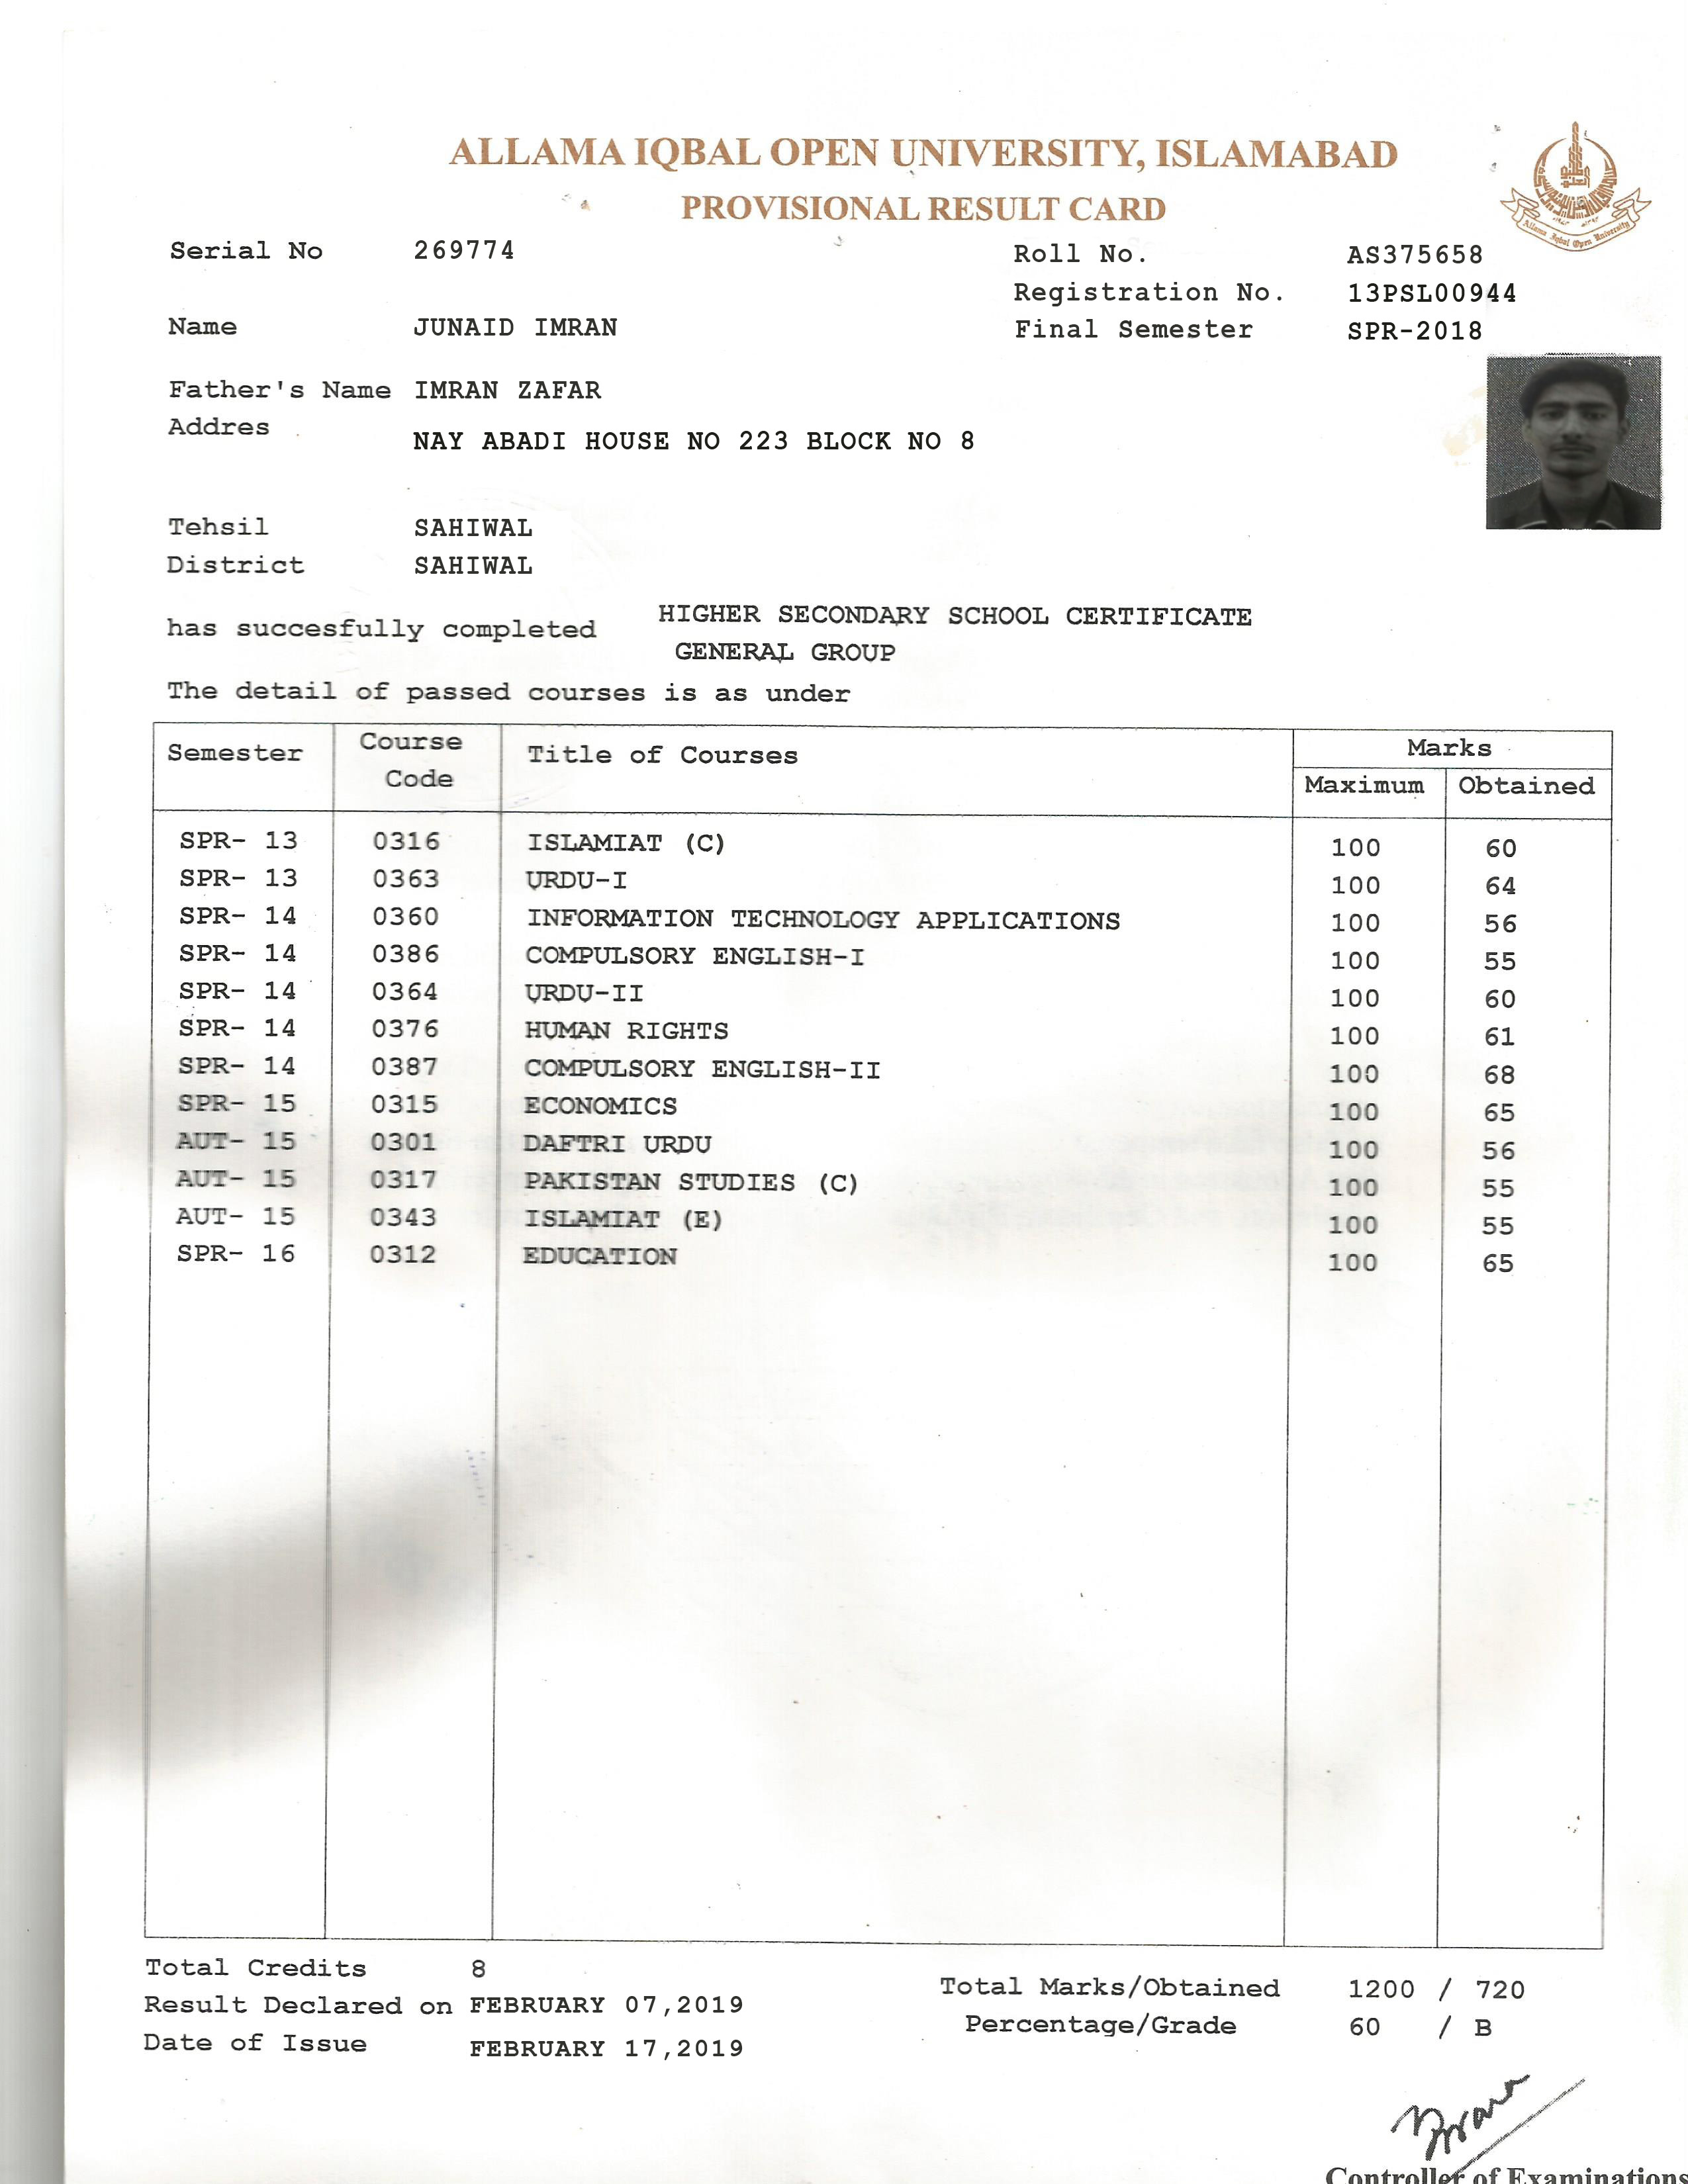 ALLAMA IQBAL OPEN UNIVERSITY, ISLAMABAD
PROVISIONAL RESULT CARD
Allama Iqbal Open University
Serial No 269774
Roll No. AS375658
Registration No. 13PSL00944
Name JUNAID IMRAN
Final Semester SPR-2018
Father's Name IMRAN ZAFAR
Addres NAY ABADI HOUSE NO 223 BLOCK NO 8
Tehsil SAHIWAL
District SAHIWAL
has succesfully completed HIGHER SECONDARY SCHOOL CERTIFICATE
GENERAL GROUP
The detail of passed courses is as under
Semester Course Code Title of Courses Marks
Maximum Obtained
SPR- 13 0316 ISLAMIAT (C) 100 60
SPR- 13 0363 URDU-I 100 64
SPR- 14 0360 INFORMATION TECHNOLOGY APPLICATIONS 100 56
SPR- 14 0386 COMPULSORY ENGLISH-I 100 55
SPR- 14 0364 URDU-II 100 60
SPR- 14 0376 HUMAN RIGHTS 100 61
SPR- 14 0387 COMPULSORY ENGLISH-II 100 68
SPR- 15 0315 ECONOMICS 100 65
AUT- 15 0301 DAFTRI URDU 100 56
AUT- 15 0317 PAKISTAN STUDIES (C) 100 55
AUT- 15 0343 ISLAMIAT (E) 100 55
SPR- 16 0312 EDUCATION 100 65
Total Credits 8
Total Marks/Obtained 1200 / 720
Result Declared on FEBRUARY 07,2019
Percentage/Grade 60 / B
Date of Issue FEBRUARY 17,2019
Controller of Examinations